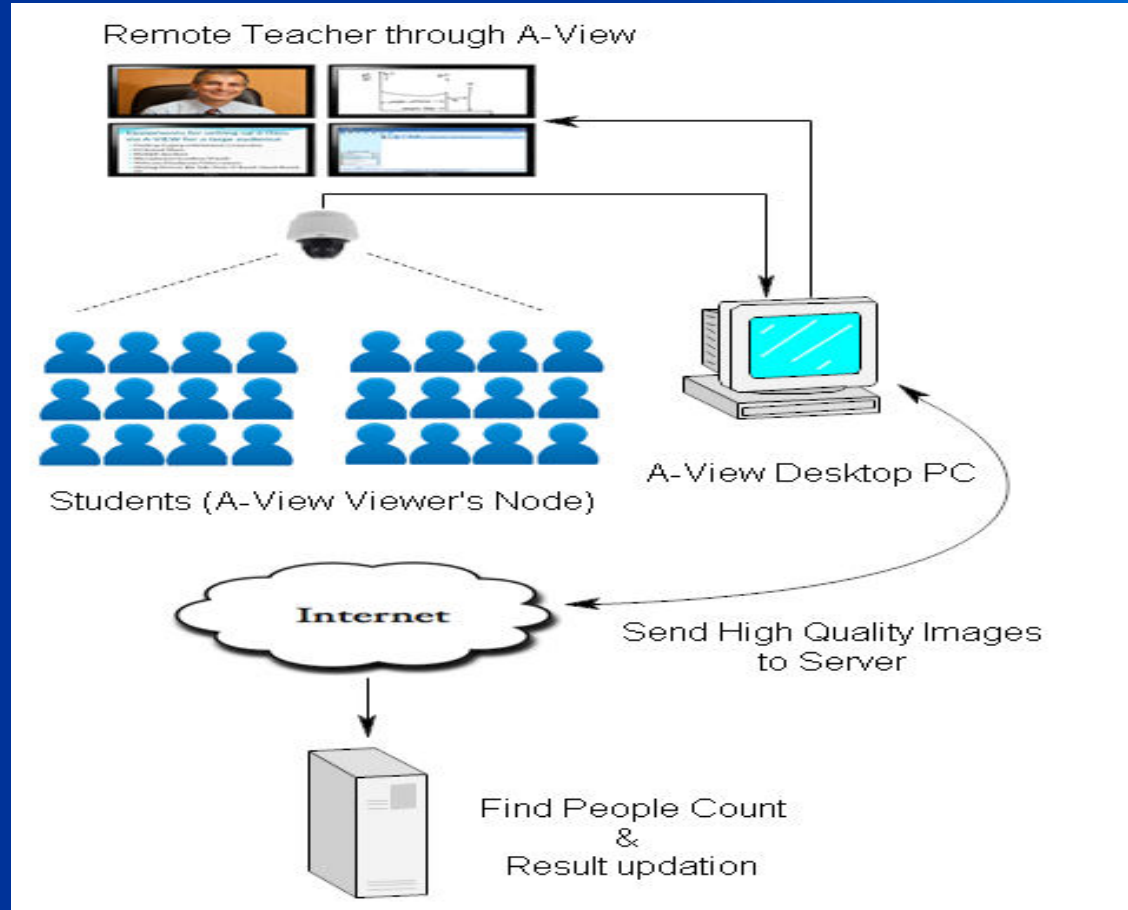 Remote Teacher through A-View
Students (A-View Viewer's Node)
A-View Desktop PC
Internet
Send High Quality Images
to Server
Find People Count
&
Result updation